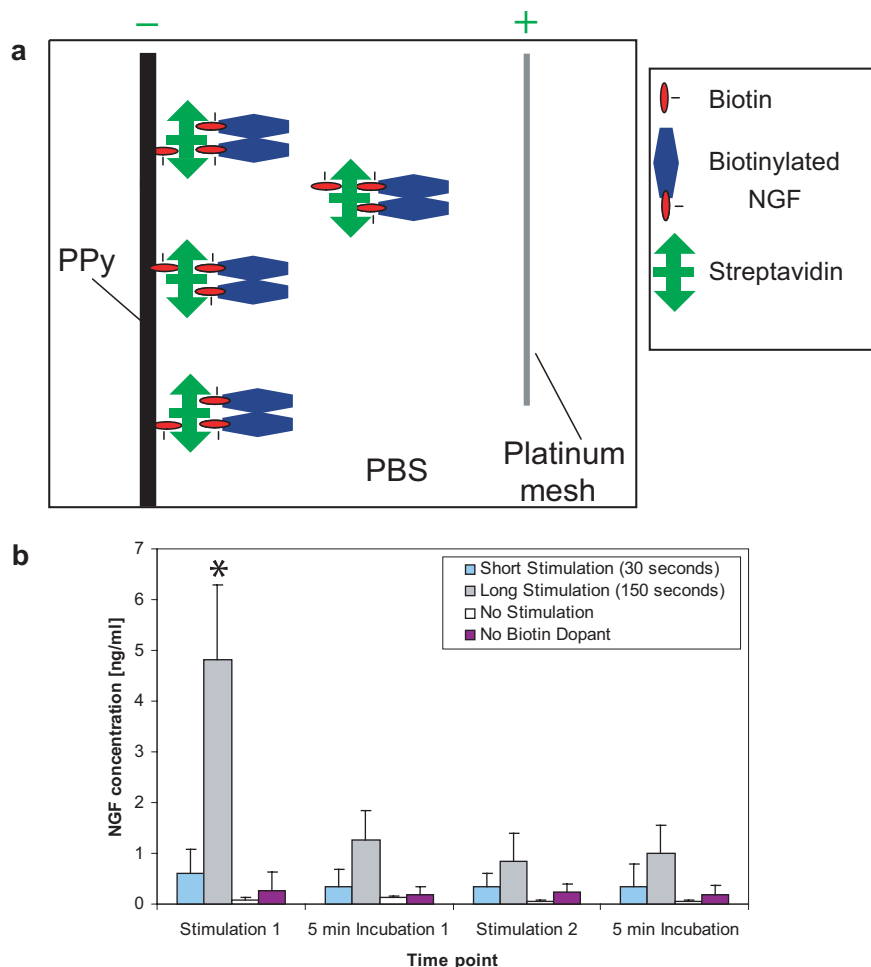 a
−
+
PPy
PBS
Platinum
mesh
Biotin
Biotinylated
NGF
Streptavidin
b
NGF concentration [ng/ml]
7
6
5
4
3
2
1
0
Short Stimulation (30 seconds)
Long Stimulation (150 seconds)
No Stimulation
No Biotin Dopant
*
Stimulation 1
5 min Incubation 1
Stimulation 2
5 min Incubation
Time point